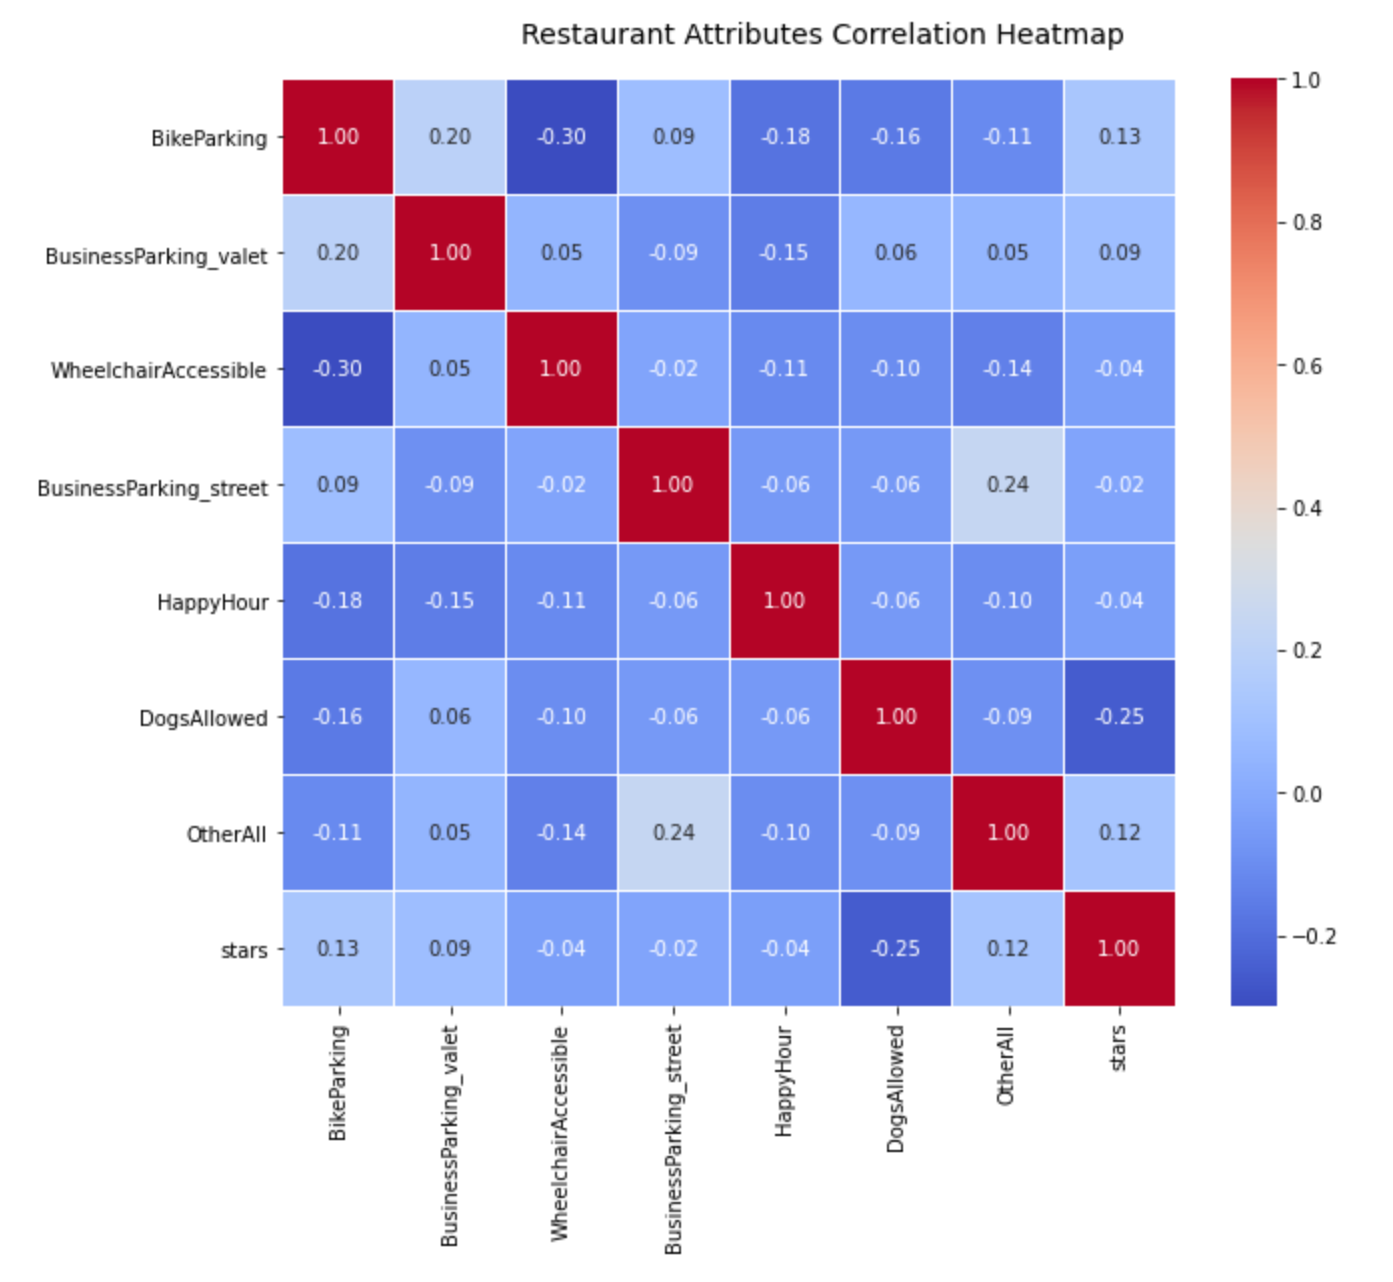 Restaurant Attributes Correlation Heatmap
BikeParking 1.00 0.20 -0.30 0.09 -0.18 -0.16 -0.11 0.13
BusinessParking_valet 0.20 1.00 0.05 -0.09 -0.15 0.06 0.05 0.09
WheelchairAccessible -0.30 0.05 1.00 -0.02 -0.11 -0.10 -0.14 -0.04
BusinessParking_street 0.09 -0.09 -0.02 1.00 -0.06 -0.06 0.24 -0.02
HappyHour -0.18 -0.15 -0.11 -0.06 1.00 -0.06 -0.10 -0.04
DogsAllowed -0.16 0.06 -0.10 -0.06 -0.06 1.00 -0.09 -0.25
OtherAll -0.11 0.05 -0.14 0.24 -0.10 -0.09 1.00 0.12
stars 0.13 0.09 -0.04 -0.02 -0.04 -0.25 0.12 1.00
BikeParking
BusinessParking_valet
WheelchairAccessible
BusinessParking_street
HappyHour
DogsAllowed
OtherAll
stars
1.0
0.8
0.6
0.4
0.2
0.0
−0.2